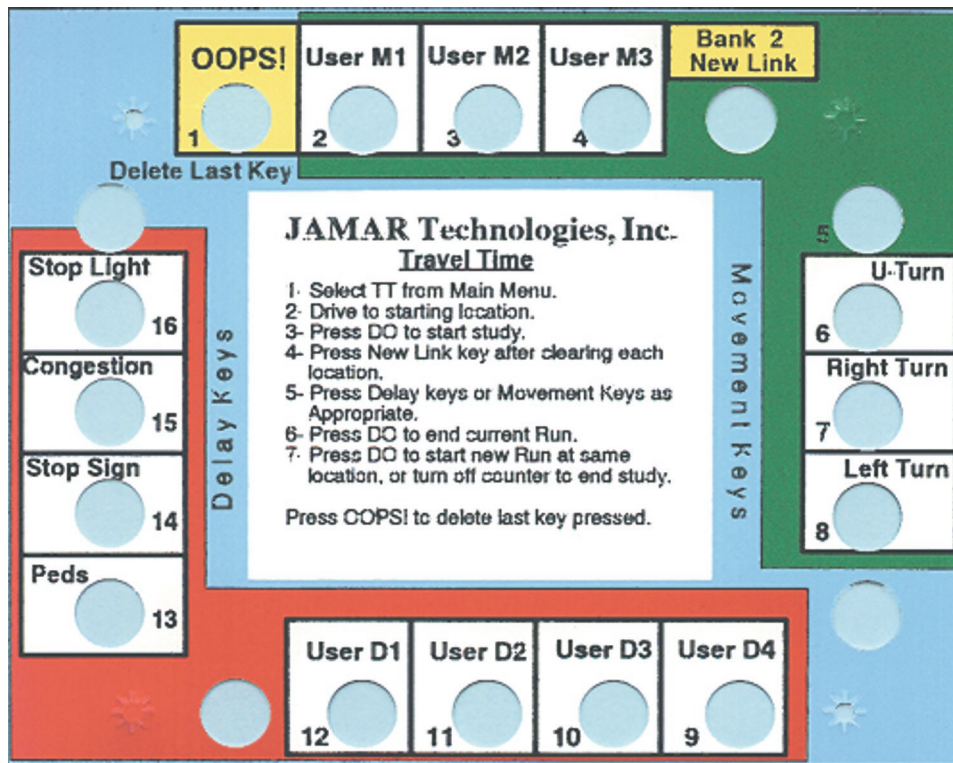 OOPS!
1
User M1
2
User M2
3
User M3
4
Bank 2
New Link
Delete Last Key
5
JAMAR Technologies, Inc.
Travel Time
1- Select TT from Main Menu.
2- Drive to starting location.
3- Press DO to start study.
4- Press New Link key after clearing each
location.
5- Press Delay keys or Movement Keys as
Appropriate.
6- Press DO to end current Run.
7- Press DO to start new Run at same
location, or turn off counter to end study.
Press OOPS! to delete last key pressed.
Delay Keys
Movement Keys
Stop Light
16
Congestion
15
Stop Sign
14
Peds
13
U-Turn
6
Right Turn
7
Left Turn
8
User D1
12
User D2
11
User D3
10
User D4
9